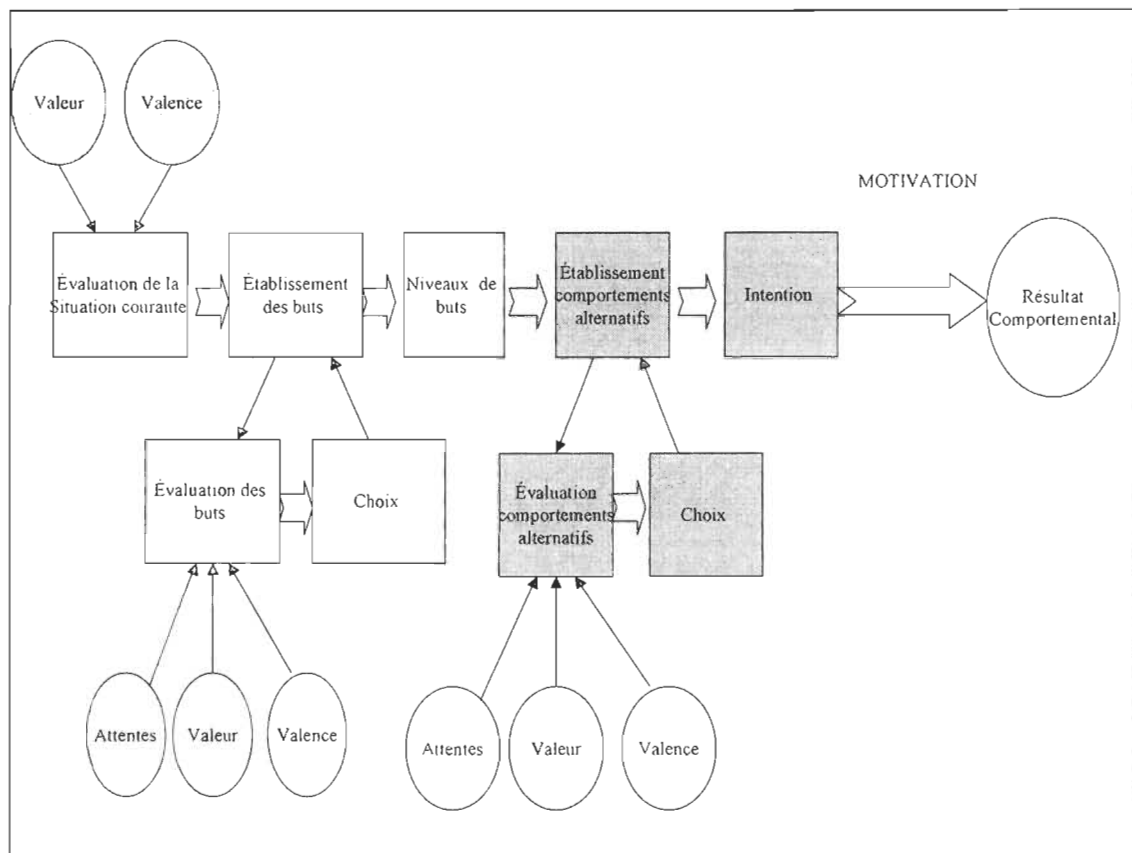 Valeur
Valence
MOTIVATION
Évaluation de la
Situation courante
Établissement
des buts
Niveaux de
buts
Établissement
comportements
alternatifs
Intention
Résultat
Comportemental
Évaluation des
buts
Choix
Évaluation
comportements
alternatifs
Choix
Attentes
Valeur
Valence
Attentes
Valeur
Valence